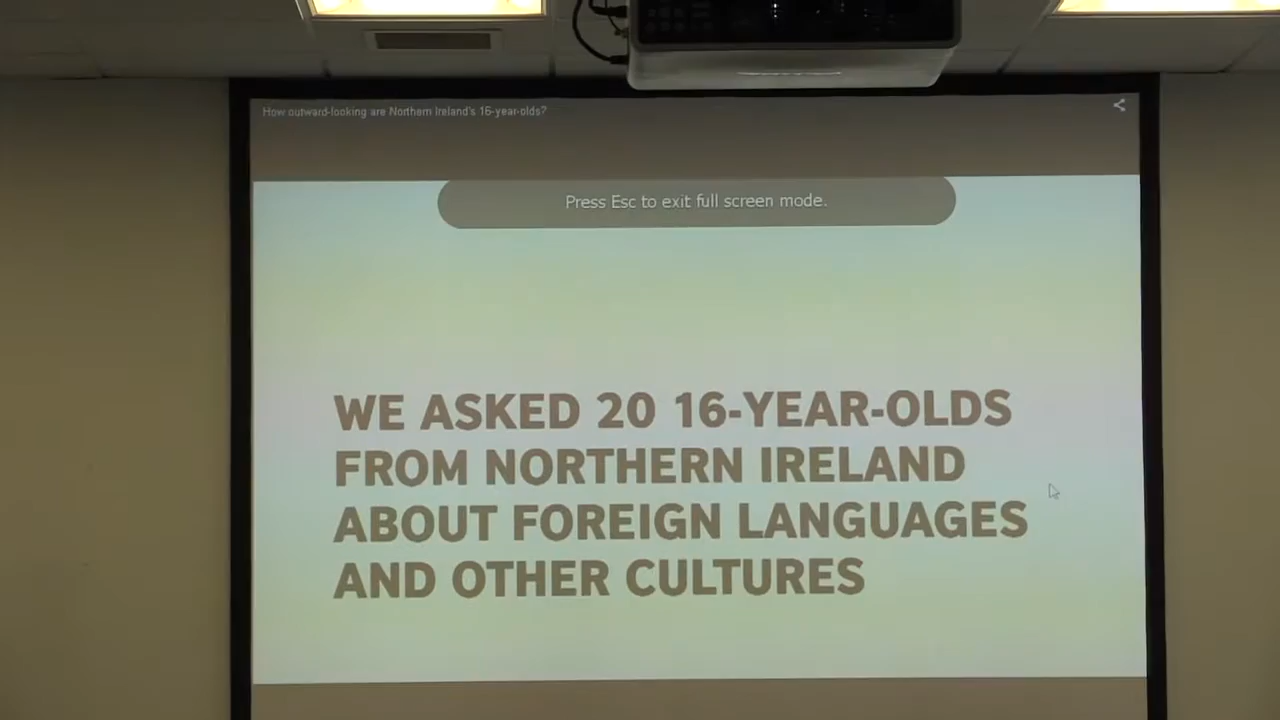 How outward-looking are Northern Ireland's 16-year-olds?
Press Esc to exit full screen mode.
WE ASKED 20 16-YEAR-OLDS
FROM NORTHERN IRELAND
ABOUT FOREIGN LANGUAGES
AND OTHER CULTURES